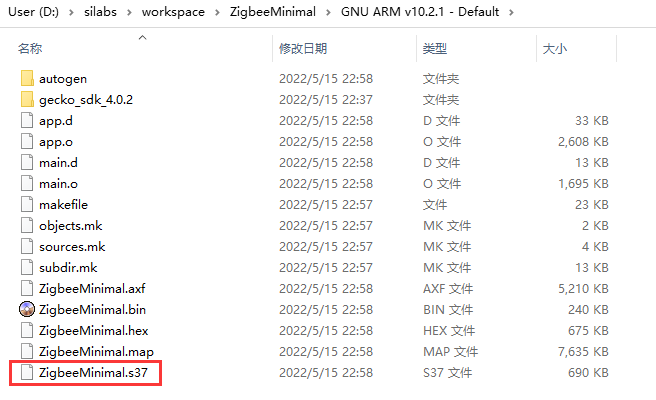 User (D:) > silabs > workspace > ZigbeeMinimal > GNU ARM v10.2.1 - Default >
名称 修改日期 类型 大小
autogen 2022/5/15 22:58 文件夹
gecko_sdk_4.0.2 2022/5/15 22:37 文件夹
app.d 2022/5/15 22:58 D 文件 33 KB
app.o 2022/5/15 22:58 O 文件 2,608 KB
main.d 2022/5/15 22:58 D 文件 13 KB
main.o 2022/5/15 22:58 O 文件 1,695 KB
makefile 2022/5/15 22:57 文件 23 KB
objects.mk 2022/5/15 22:57 MK 文件 2 KB
sources.mk 2022/5/15 22:57 MK 文件 4 KB
subdir.mk 2022/5/15 22:57 MK 文件 13 KB
ZigbeeMinimal.axf 2022/5/15 22:58 AXF 文件 5,210 KB
ZigbeeMinimal.bin 2022/5/15 22:58 BIN 文件 240 KB
ZigbeeMinimal.hex 2022/5/15 22:58 HEX 文件 675 KB
ZigbeeMinimal.map 2022/5/15 22:58 MAP 文件 7,635 KB
ZigbeeMinimal.s37 2022/5/15 22:58 S37 文件 690 KB